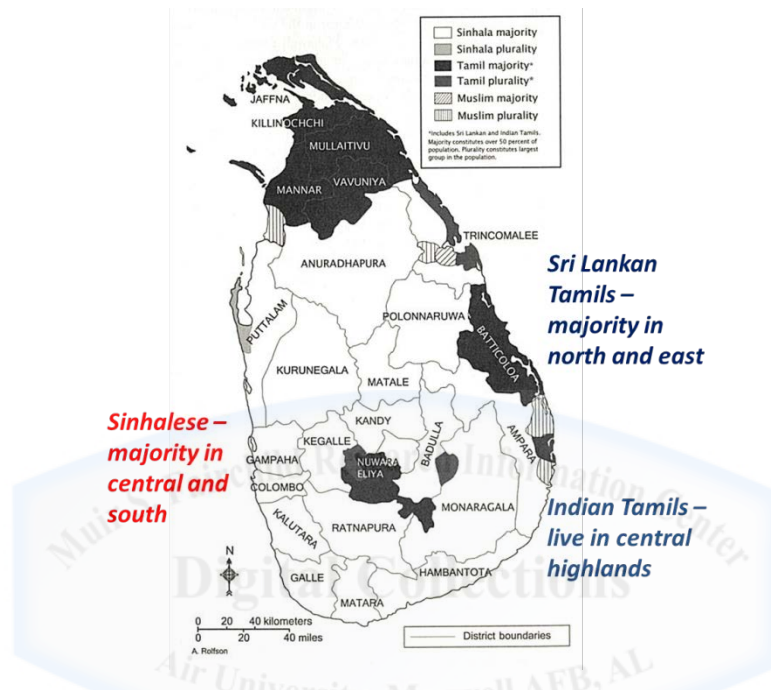 Sinhala majority
Sinhala plurality
Tamil majority*
Tamil plurality*
Muslim majority
Muslim plurality
*Includes Sri Lankan and Indian Tamils.
Majority constitutes over 50 percent of
population. Plurality constitutes largest
group in the population.
JAFFNA
KILLINOCHCHI
MULLAITIVU
MANNAR
VAVUNIYA
TRINCOMALEE
ANURADHAPURA
Sri Lankan
Tamils –
majority in
north and east
PUTTALAM
POLONNARUWA
BATTICOLOA
KURUNEGALA
MATALE
Sinhalese –
majority in
central and
south
KANDY
KEGALLE
BADULLA
AMPARA
GAMPAHA
NUWARA
ELIYA
COLOMBO
MONARAGALA
Indian Tamils –
live in central
highlands
KALUTARA
RATNAPURA
GALLE
HAMBANTOTA
MATARA
N
0 20 40 kilometers
0 20 40 miles
A. Rolfson
District boundaries
Muir S. Fairchild Research Information Center
Digital Collections
Air University Maxwell AFB, AL